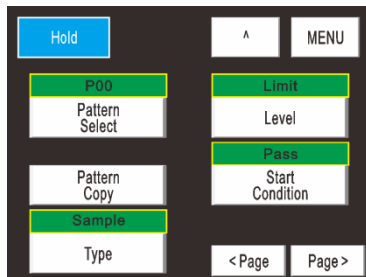 Hold
^
MENU
P00
Pattern
Select
Limit
Level
Pattern
Copy
Pass
Start
Condition
Sample
Type
< Page
Page >